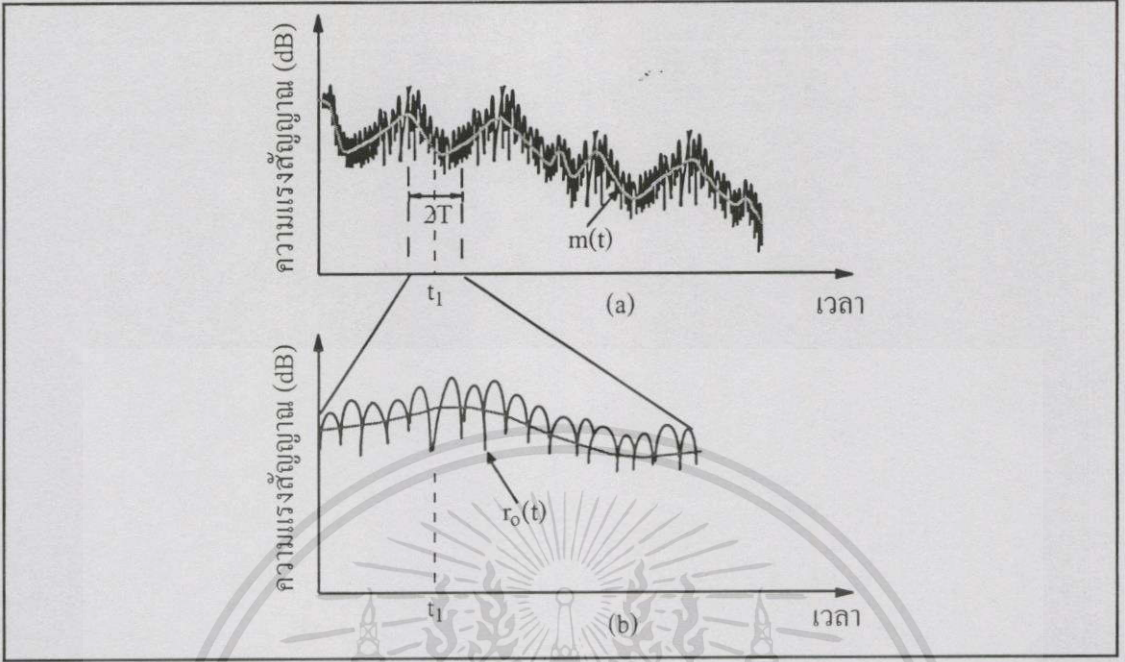 ความแรงสัญญาณ (dB)
2T
m(t)
t₁
(a)
เวลา
ความแรงสัญญาณ (dB)
r₀(t)
t₁
(b)
เวลา